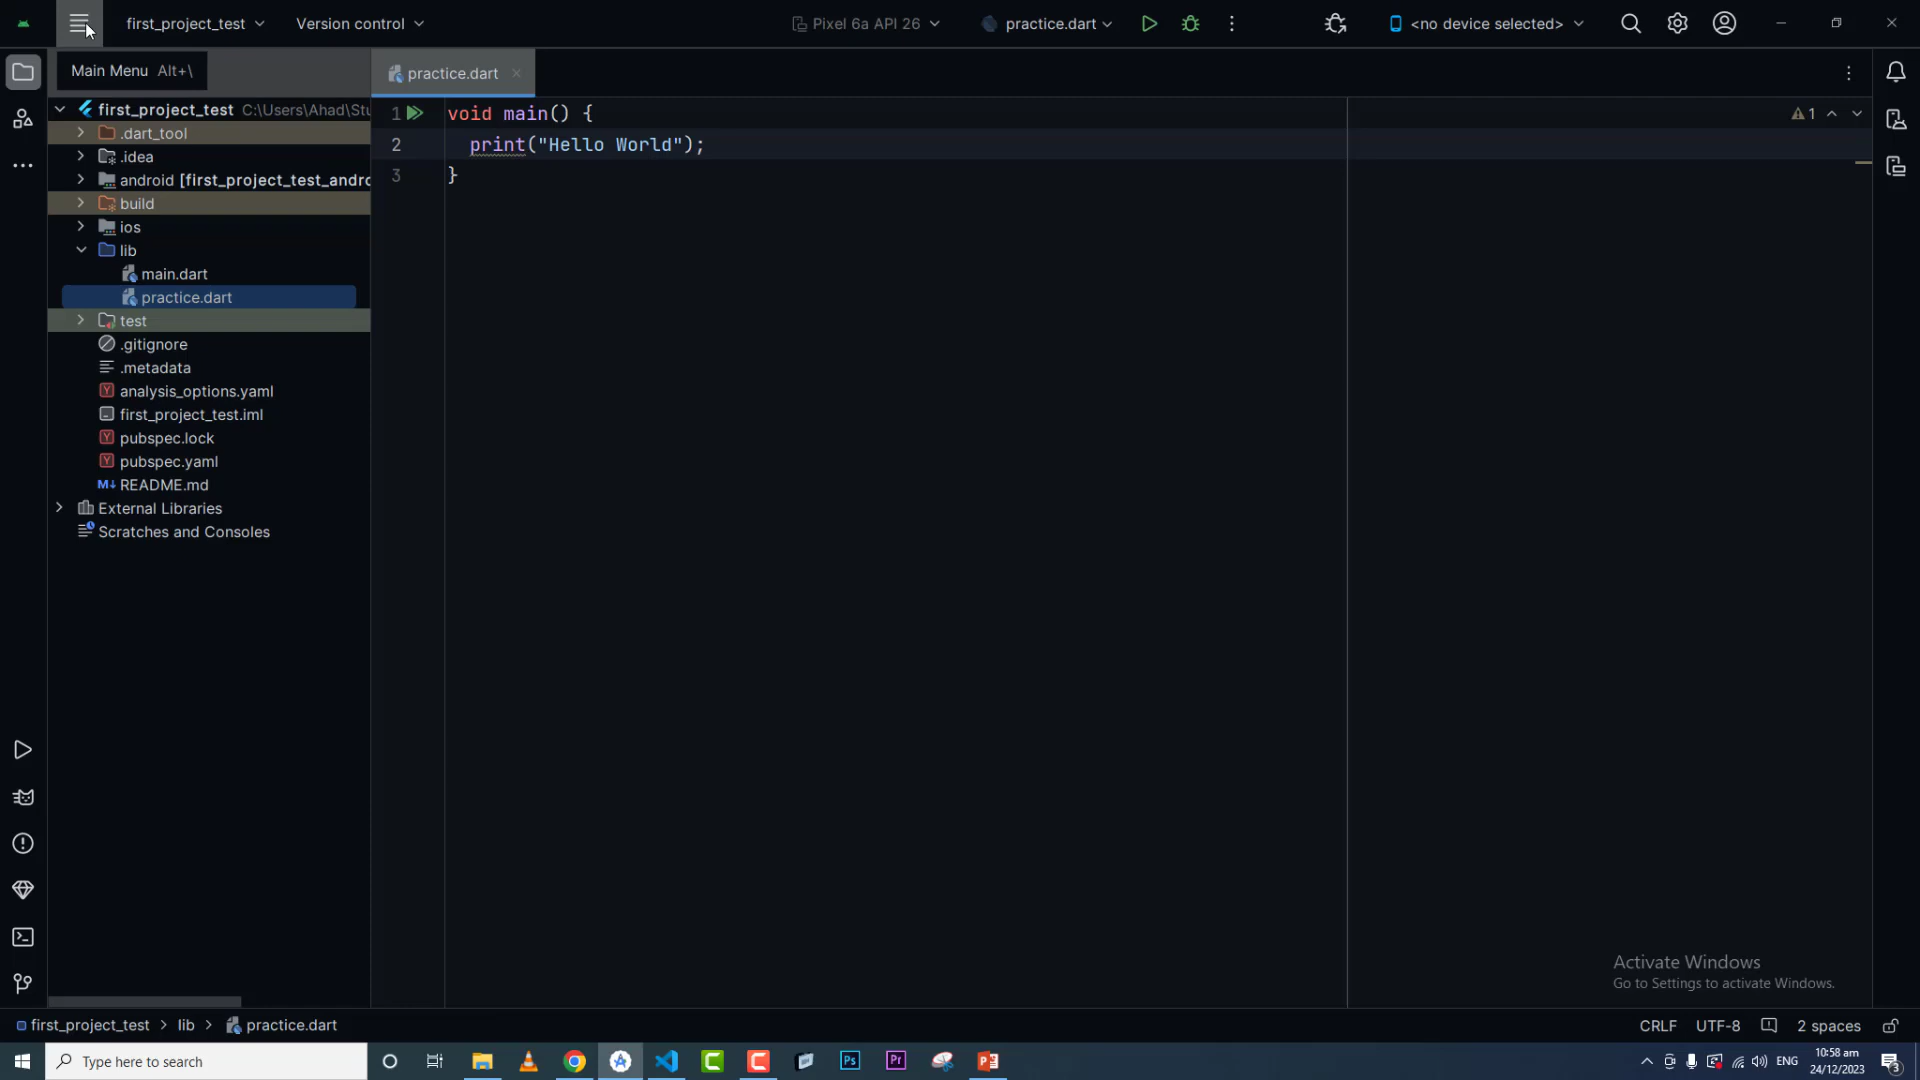 first_project_test
Version control
Pixel 6a API 26
practice.dart
<no device selected>
Main Menu Alt+\
practice.dart
first_project_test C:\Users\Ahad\Stu
.dart_tool
.idea
android [first_project_test_andro
build
ios
lib
main.dart
practice.dart
test
.gitignore
.metadata
analysis_options.yaml
first_project_test.iml
pubspec.lock
pubspec.yaml
M↓ README.md
External Libraries
Scratches and Consoles
1 void main() {
2 print("Hello World");
3 }
1
Activate Windows
Go to Settings to activate Windows.
first_project_test > lib > practice.dart
CRLF UTF-8 2 spaces
Type here to search
Ps
Pr
ENG
10:58 am
24/12/2023
3